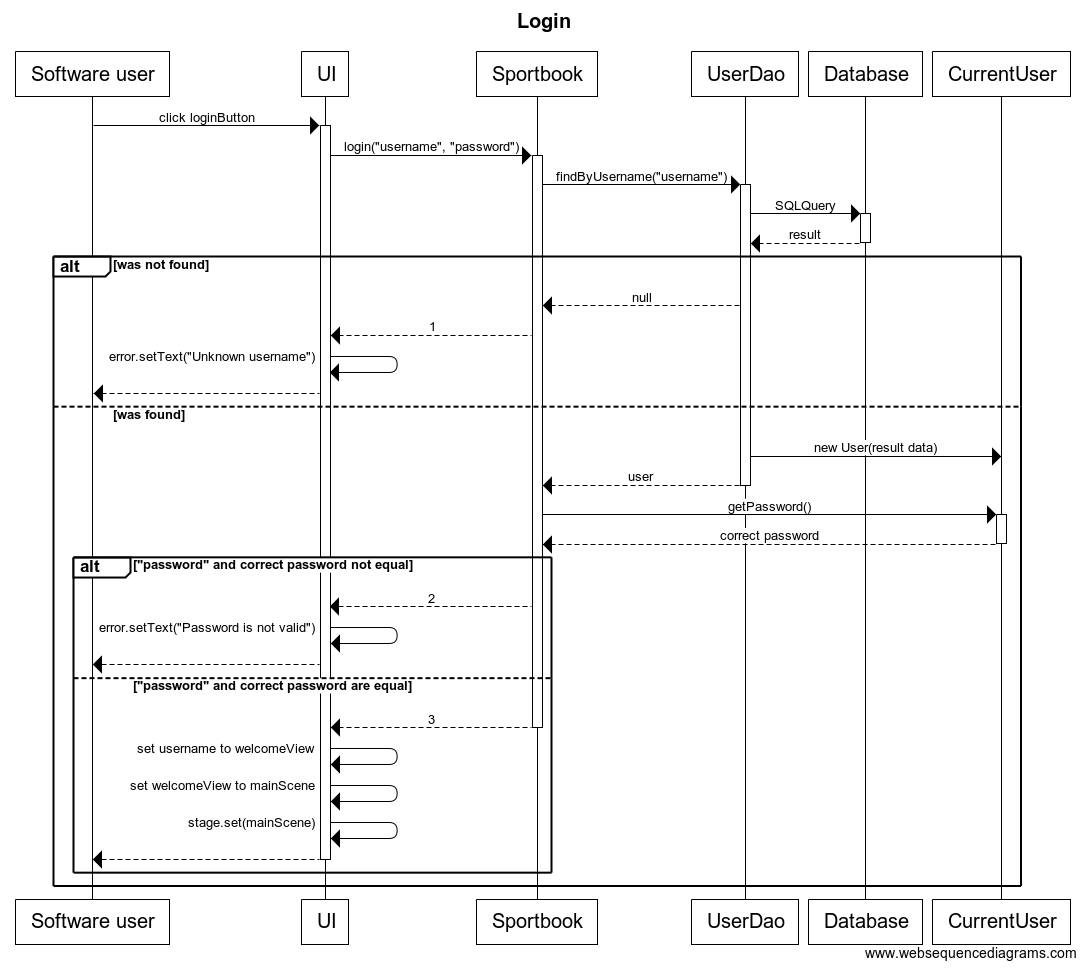 Login
Software user
UI
Sportbook
UserDao
Database
CurrentUser
click loginButton
login("username", "password")
findByUsername("username")
SQLQuery
result
alt
[was not found]
null
1
error.setText("Unknown username")
[was found]
new User(result data)
user
getPassword()
correct password
alt
["password" and correct password not equal]
2
error.setText("Password is not valid")
["password" and correct password are equal]
3
set username to welcomeView
set welcomeView to mainScene
stage.set(mainScene)
Software user
UI
Sportbook
UserDao
Database
CurrentUser
www.websequencediagrams.com